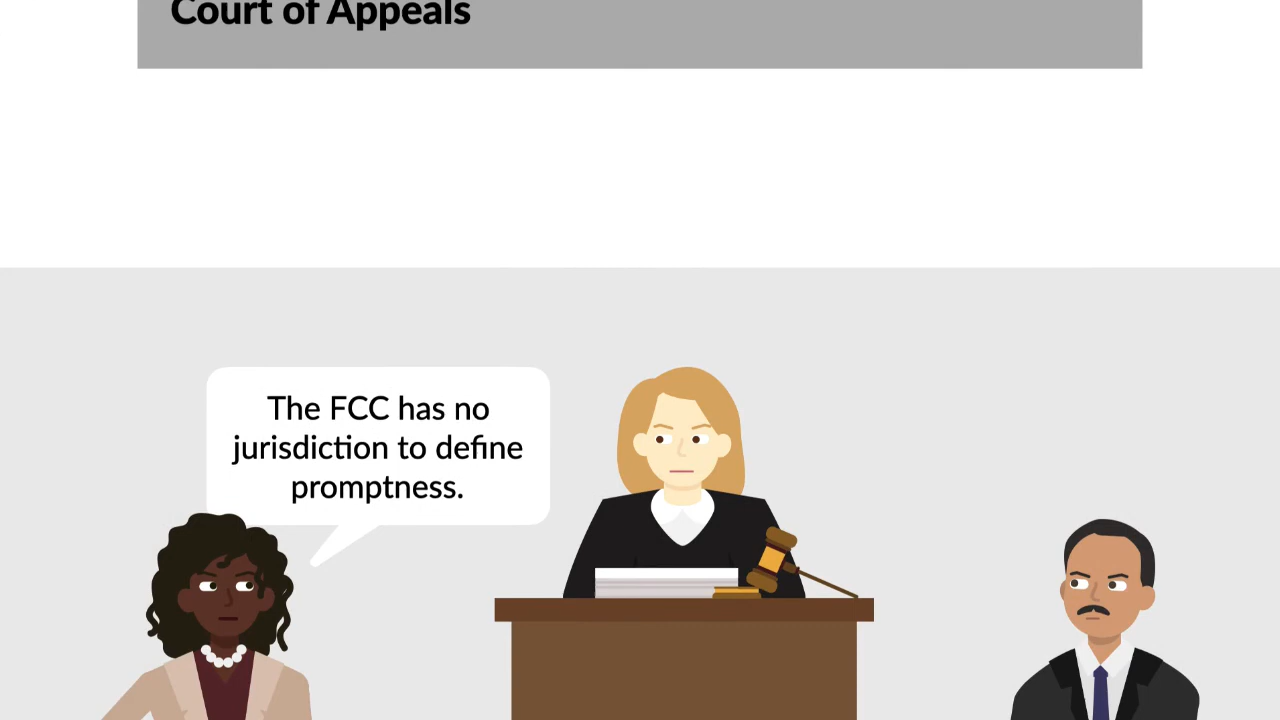 Court of Appeals
The FCC has no
jurisdiction to define
promptness.